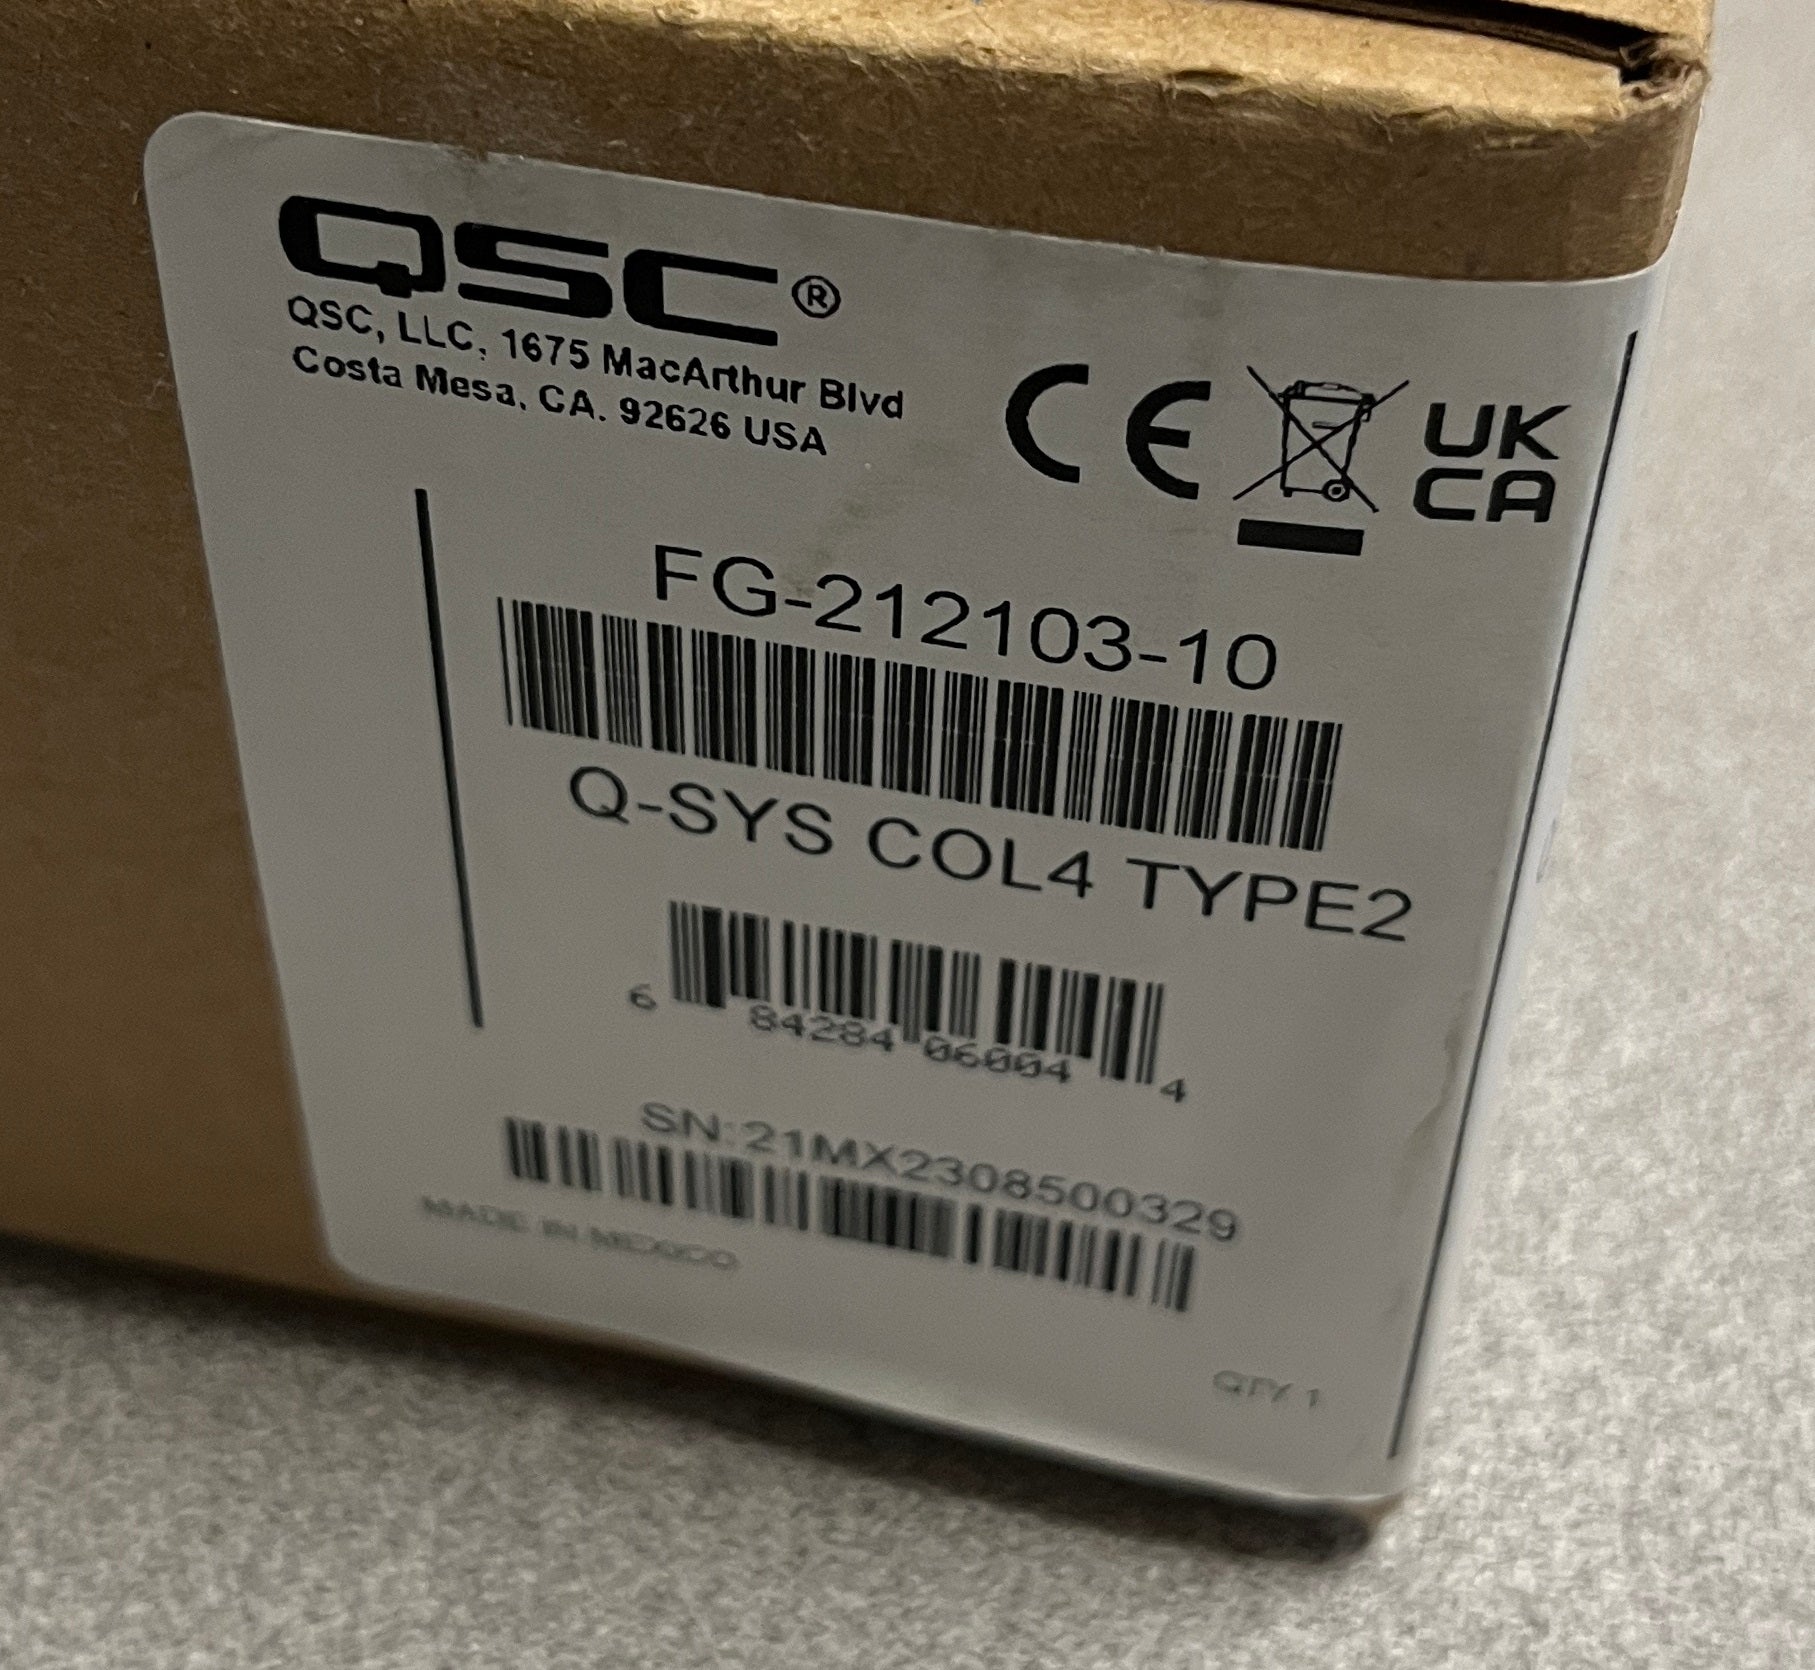 QSC®
QSC, LLC, 1675 MacArthur Blvd
Costa Mesa, CA. 92626 USA
CE
UK
CA
FG-212103-10
Q-SYS COL4 TYPE2
6 84284 06004 4
SN:21MX2308500329
MADE IN MEXICO
QTY 1